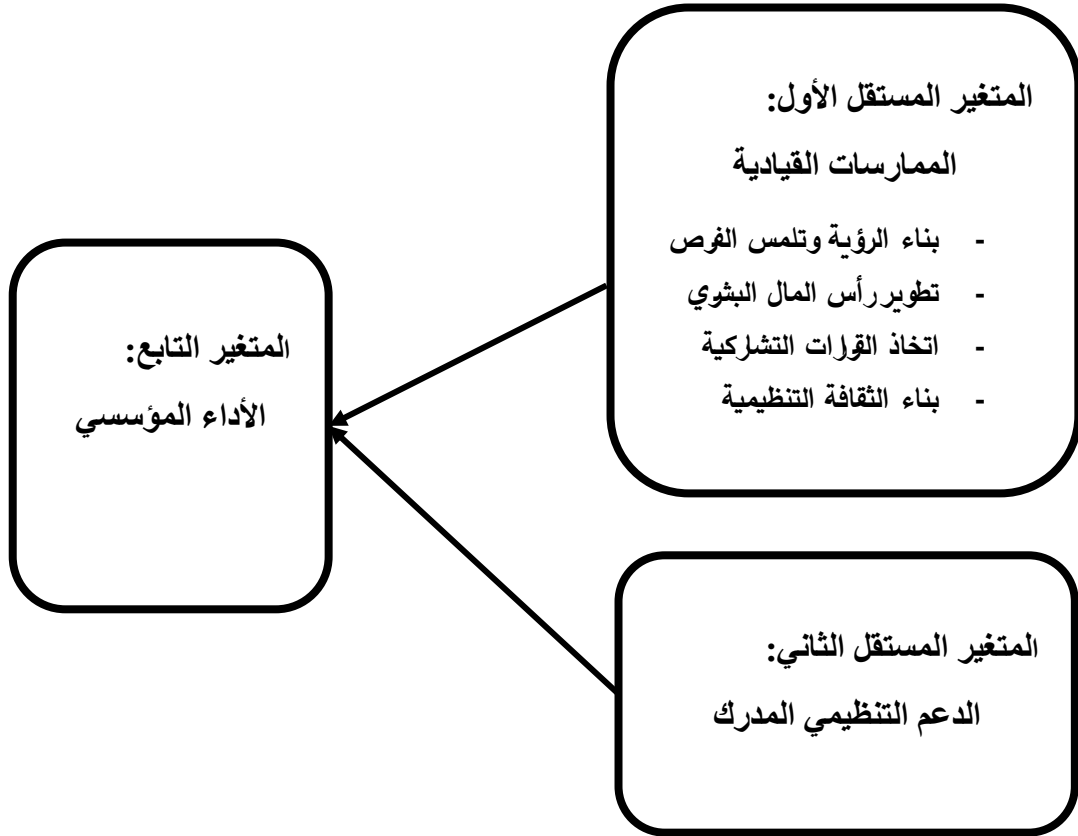 المتغير المستقل الأول:
الممارسات القيادية
- بناء الرؤية وتلمس الفرص
- تطوير رأس المال البشري
- اتخاذ القرارات التشاركية
- بناء الثقافة التنظيمية
المتغير التابع:
الأداء المؤسسي
المتغير المستقل الثاني:
الدعم التنظيمي المدرك